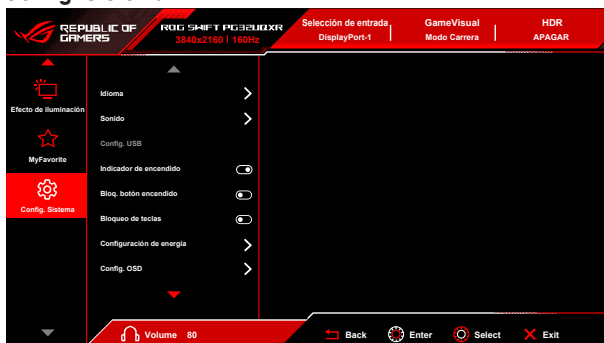 REPUBLIC OF
GAMERS
ROG SWIFT PG32UQXR
3840x2160 | 160Hz
Selección de entrada
DisplayPort-1
GameVisual
Modo Carrera
HDR
APAGAR
Efecto de iluminación
MyFavorite
Config. Sistema
Idioma
Sonido
Config. USB
Indicador de encendido
Bloq. botón encendido
Bloqueo de teclas
Configuración de energía
Config. OSD
Volume 80
Back
Enter
Select
Exit